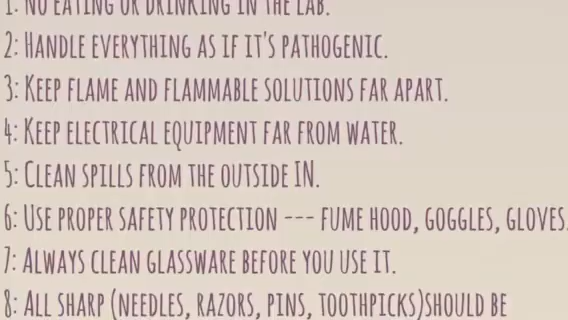 1: No eating or drinking in the lab.
2: Handle everything as if it's pathogenic.
3: Keep flame and flammable solutions far apart.
4: Keep electrical equipment far from water.
5: Clean spills from the outside IN.
6: Use proper safety protection --- fume hood, goggles, gloves.
7: Always clean glassware before you use it.
8: All sharp (needles, razors, pins, toothpicks)should be